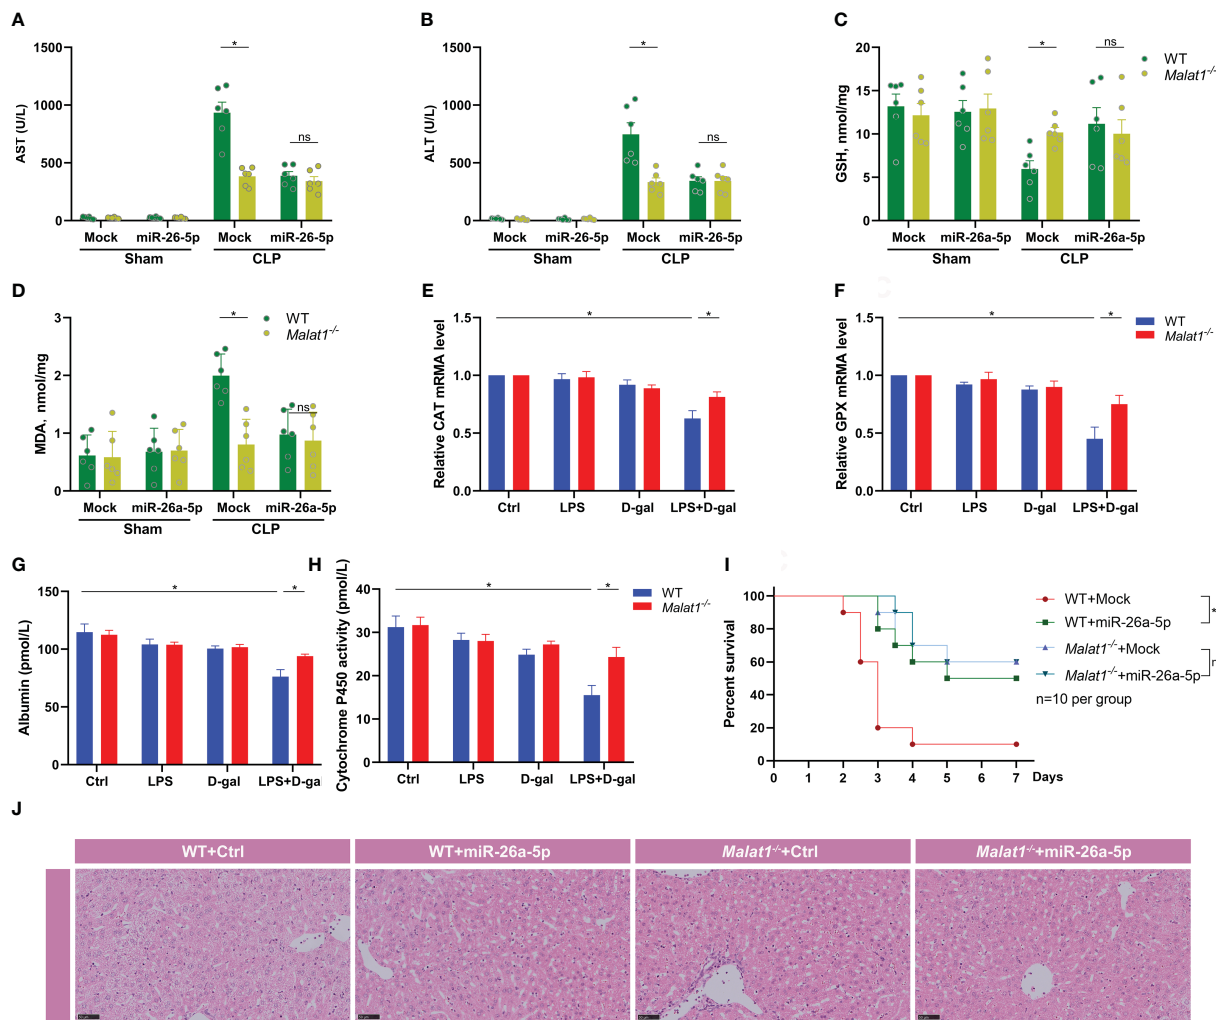 A
AST (U/L)
1500
1000
500
0
*
ns
Mock miR-26-5p Mock miR-26-5p
Sham CLP
B
ALT (U/L)
1500
1000
500
0
*
ns
Mock miR-26-5p Mock miR-26-5p
Sham CLP
C
GSH, nmol/mg
20
15
10
5
0
*
ns
WT
Malat1-/-
Mock miR-26a-5p Mock miR-26a-5p
Sham CLP
D
MDA, nmol/mg
3
2
1
0
*
ns
WT
Malat1-/-
Mock miR-26a-5p Mock miR-26a-5p
Sham CLP
E
Relative CAT mRMA level
1.5
1.0
0.5
0.0
*
*
Ctrl LPS D-gal LPS+D-gal
F
Relative GPX mRMA level
1.5
1.0
0.5
0.0
*
*
WT
Malat1-/-
Ctrl LPS D-gal LPS+D-gal
G
Albumin (pmol/L)
150
100
50
0
*
*
Ctrl LPS D-gal LPS+D-gal
H
Cytochrome P450 activity (pmol/L)
40
30
20
10
0
*
*
WT
Malat1-/-
Ctrl LPS D-gal LPS+D-gal
I
Percent survival
100
80
60
40
20
0
0 1 2 3 4 5 6 7 Days
WT+Mock
WT+miR-26a-5p
*
Malat1-/-+Mock
Malat1-/-+miR-26a-5p
n=10 per group
J
WT+Ctrl WT+miR-26a-5p Malat1-/-+Ctrl Malat1-/-+miR-26a-5p